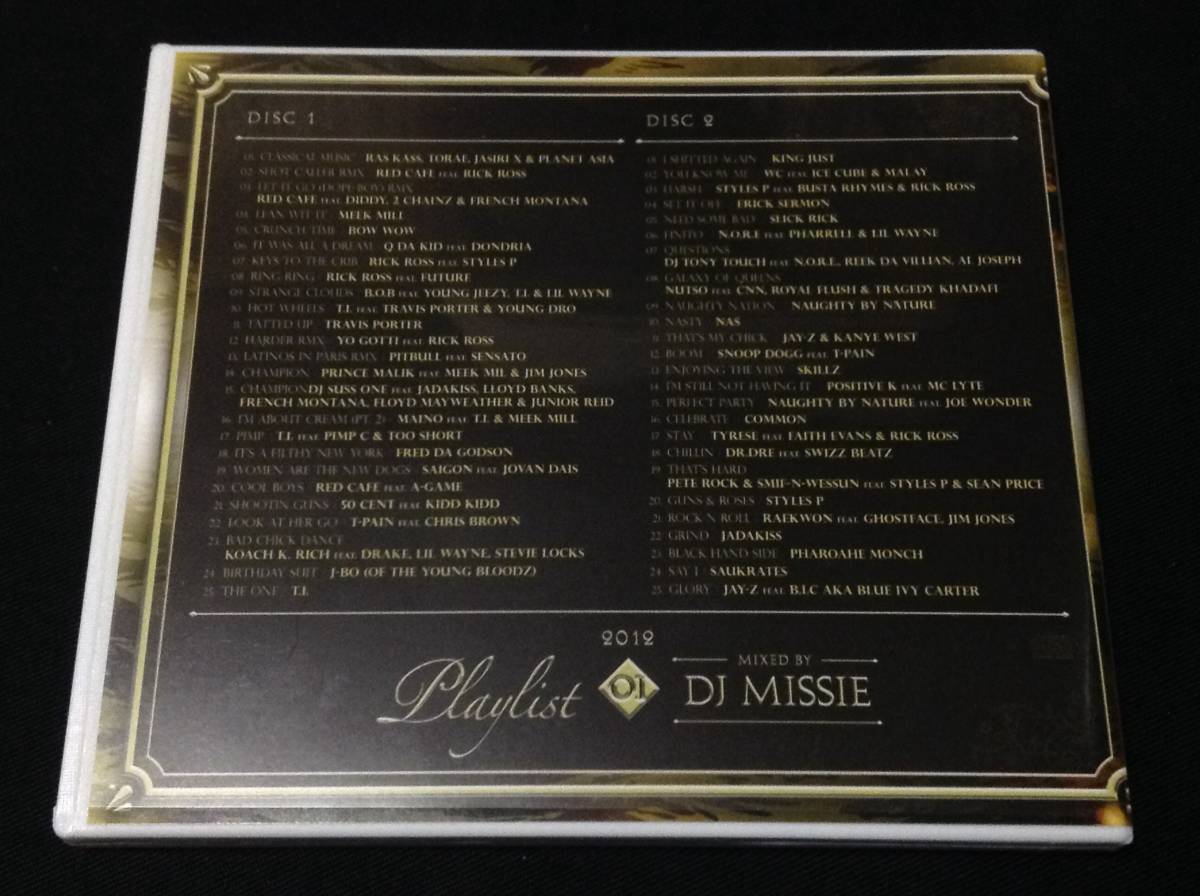 DISC 1
01. CLASSICAL MUSIC RAS KASS, TORAE, JASIRI X & PLANET ASIA
02. SHOT CALLER RMX RED CAFE FEAT. RICK ROSS
03. LET IT GO (DOPE BOY) RMX
RED CAFE FEAT. DIDDY, 2 CHAINZ & FRENCH MONTANA
04. LEAN WIT IT MEEK MILL
05. CRUNCH TIME BOW WOW
06. IT WAS ALL A DREAM Q DA KID FEAT. DONDRIA
07. KEYS TO THE CRIB RICK ROSS FEAT. STYLES P
08. RING RING RICK ROSS FEAT. FUTURE
09. STRANGE CLOUDS B.O.B FEAT. YOUNG JEEZY, T.I. & LIL WAYNE
10. HOT WHEELS T.I. FEAT. TRAVIS PORTER & YOUNG DRO
11. TATTED UP TRAVIS PORTER
12. HARDER RMX YO GOTTI FEAT. RICK ROSS
13. LATINOS IN PARIS RMX PITBULL FEAT. SENSATO
14. CHAMPION PRINCE MALIK FEAT. MEEK MIL & JIM JONES
15. CHAMPION DJ SUSS ONE FEAT. JADAKISS, LLOYD BANKS,
FRENCH MONTANA, FLOYD MAYWEATHER & JUNIOR REID
16. I'M ABOUT CREAM (PT. 2) MAINO FEAT. T.I. & MEEK MILL
17. PIMP T.I. FEAT. PIMP C & TOO SHORT
18. IT'S A FILTHY NEW YORK FRED DA GODSON
19. WOMEN ARE THE NEW DOGS SAIGON FEAT. JOVAN DAIS
20. COOL BOYS RED CAFE FEAT. A-GAME
21. SHOOTIN GUNS 50 CENT FEAT. KIDD KIDD
22. LOOK AT HER GO T-PAIN FEAT. CHRIS BROWN
23. BAD CHICK DANCE
KOACH K. RICH FEAT. DRAKE, LIL WAYNE, STEVIE LOCKS
24. BIRTHDAY SUIT J-BO (OF THE YOUNG BLOODZ)
25. THE ONE T.I.
DISC 2
01. I SHITTED AGAIN KING JUST
02. YOU KNOW ME WC FEAT. ICE CUBE & MALAY
03. HARSH STYLES P FEAT. BUSTA RHYMES & RICK ROSS
04. SET IT OFF ERICK SERMON
05. NEED SOME BAD SLICK RICK
06. FINITO N.O.R.E FEAT. PHARRELL & LIL WAYNE
07. QUESTIONS
DJ TONY TOUCH FEAT. N.O.R.E., REEK DA VILLIAN, AL JOSEPH
08. GALAXY OF QUEENS
NUTSO FEAT. CNN, ROYAL FLUSH & TRAGEDY KHADAFI
09. NAUGHTY NATION NAUGHTY BY NATURE
10. NASTY NAS
11. THAT'S MY CHICK JAY-Z & KANYE WEST
12. BOOM SNOOP DOGG FEAT. T-PAIN
13. ENJOYING THE VIEW SKILLZ
14. I'M STILL NOT HAVING IT POSITIVE K FEAT. MC LYTE
15. PERFECT PARTY NAUGHTY BY NATURE FEAT. JOE WONDER
16. CELEBRATE COMMON
17. STAY TYRESE FEAT. FAITH EVANS & RICK ROSS
18. CHILLIN DR.DRE FEAT. SWIZZ BEATZ
19. THAT'S HARD
PETE ROCK & SMIF-N-WESSUN FEAT. STYLES P & SEAN PRICE
20. GUNS & ROSES STYLES P
21. ROCK N ROLL RAEKWON FEAT. GHOSTFACE, JIM JONES
22. GRIND JADAKISS
23. BLACK HAND SIDE PHAROAHE MONCH
24. SAY I SAUKRATES
25. GLORY JAY-Z FEAT. B.I.C AKA BLUE IVY CARTER
2012
Playlist 01
MIXED BY
DJ MISSIE